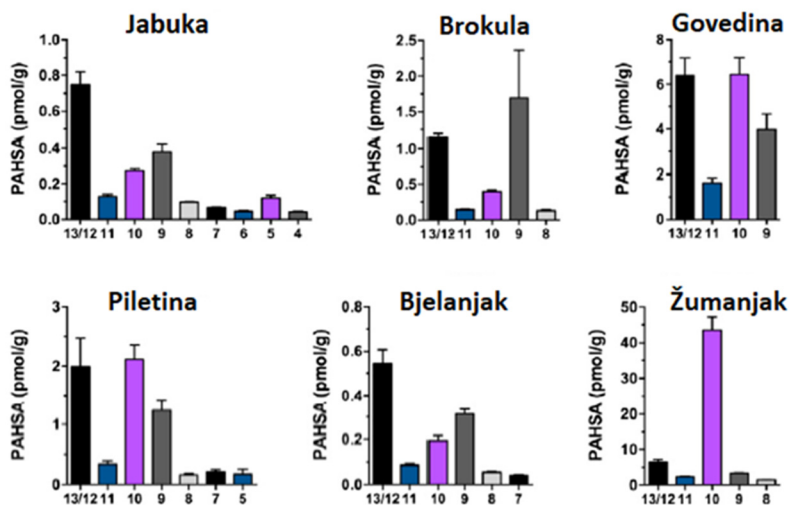 Jabuka
PAHSA (pmol/g)
1.0
0.8
0.6
0.4
0.2
0.0
13/12 11 10 9 8 7 6 5 4
Brokula
PAHSA (pmol/g)
2.5
2.0
1.5
1.0
0.5
0.0
13/12 11 10 9 8
Govedina
PAHSA (pmol/g)
8
6
4
2
0
13/12 11 10 9
Piletina
PAHSA (pmol/g)
3
2
1
0
13/12 11 10 9 8 7 5
Bjelanjak
PAHSA (pmol/g)
0.8
0.6
0.4
0.2
0.0
13/12 11 10 9 8 7
Žumanjak
PAHSA (pmol/g)
50
40
30
20
10
0
13/12 11 10 9 8